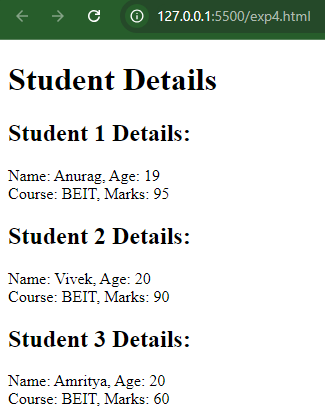 127.0.0.1:5500/exp4.html
Student Details
Student 1 Details:
Name: Anurag, Age: 19
Course: BEIT, Marks: 95
Student 2 Details:
Name: Vivek, Age: 20
Course: BEIT, Marks: 90
Student 3 Details:
Name: Amritya, Age: 20
Course: BEIT, Marks: 60